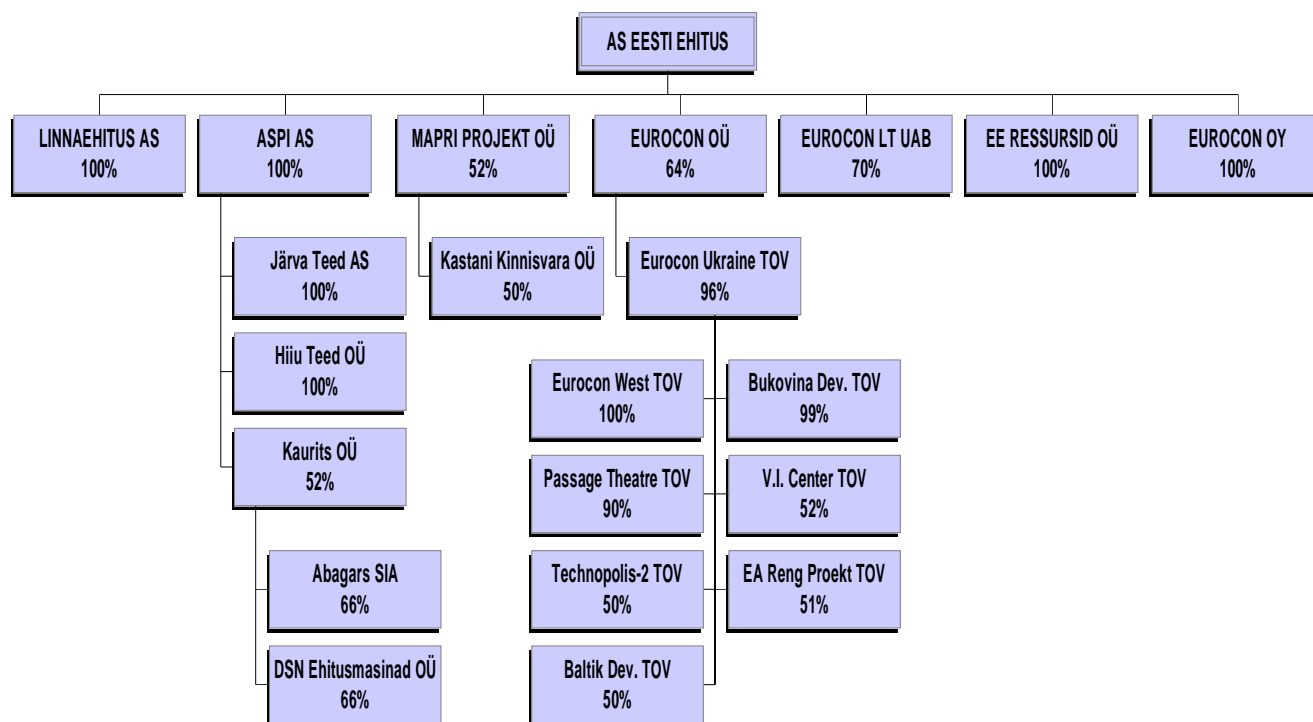 AS EESTI EHITUS
LINNAEHITUS AS
100%
ASPI AS
100%
MAPRI PROJEKT OÜ
52%
EUROCON OÜ
64%
EUROCON LT UAB
70%
EE RESSURSID OÜ
100%
EUROCON OY
100%
Järva Teed AS
100%
Hiiu Teed OÜ
100%
Kaurits OÜ
52%
Abagars SIA
66%
DSN Ehitusmasinad OÜ
66%
Kastani Kinnisvara OÜ
50%
Eurocon Ukraine TOV
96%
Eurocon West TOV
100%
Bukovina Dev. TOV
99%
Passage Theatre TOV
90%
V.I. Center TOV
52%
Technopolis-2 TOV
50%
EA Reng Proekt TOV
51%
Baltik Dev. TOV
50%